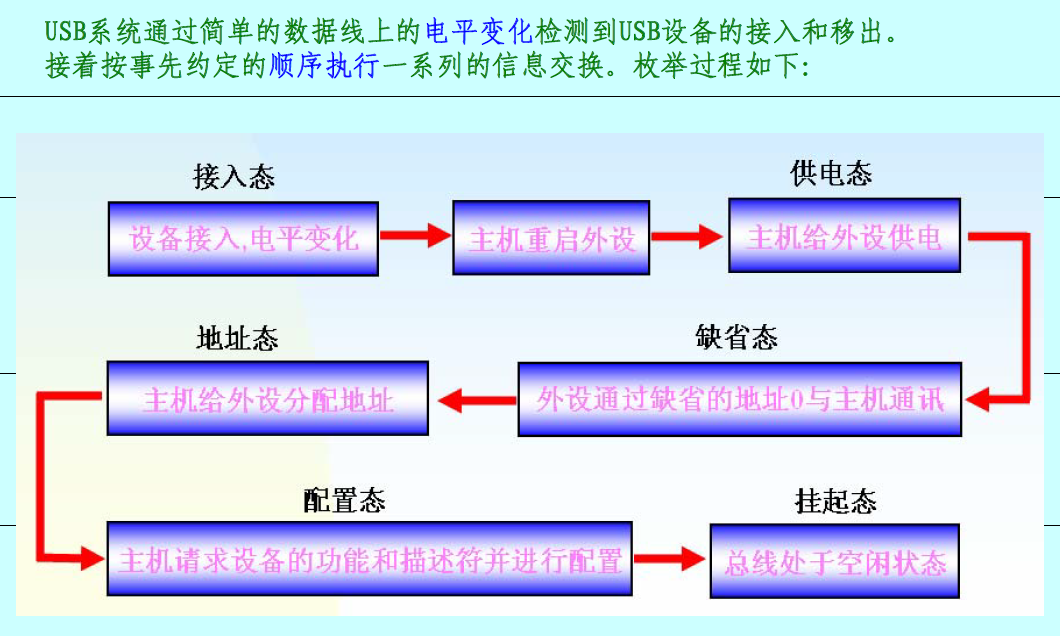 USB系统通过简单的数据线上的电平变化检测到USB设备的接入和移出。
接着按事先约定的顺序执行一系列的信息交换。枚举过程如下:
接入态
供电态
设备接入,电平变化
主机重启外设
主机给外设供电
地址态
缺省态
主机给外设分配地址
外设通过缺省的地址0与主机通讯
配置态
挂起态
主机请求设备的功能和描述符并进行配置
总线处于空闲状态